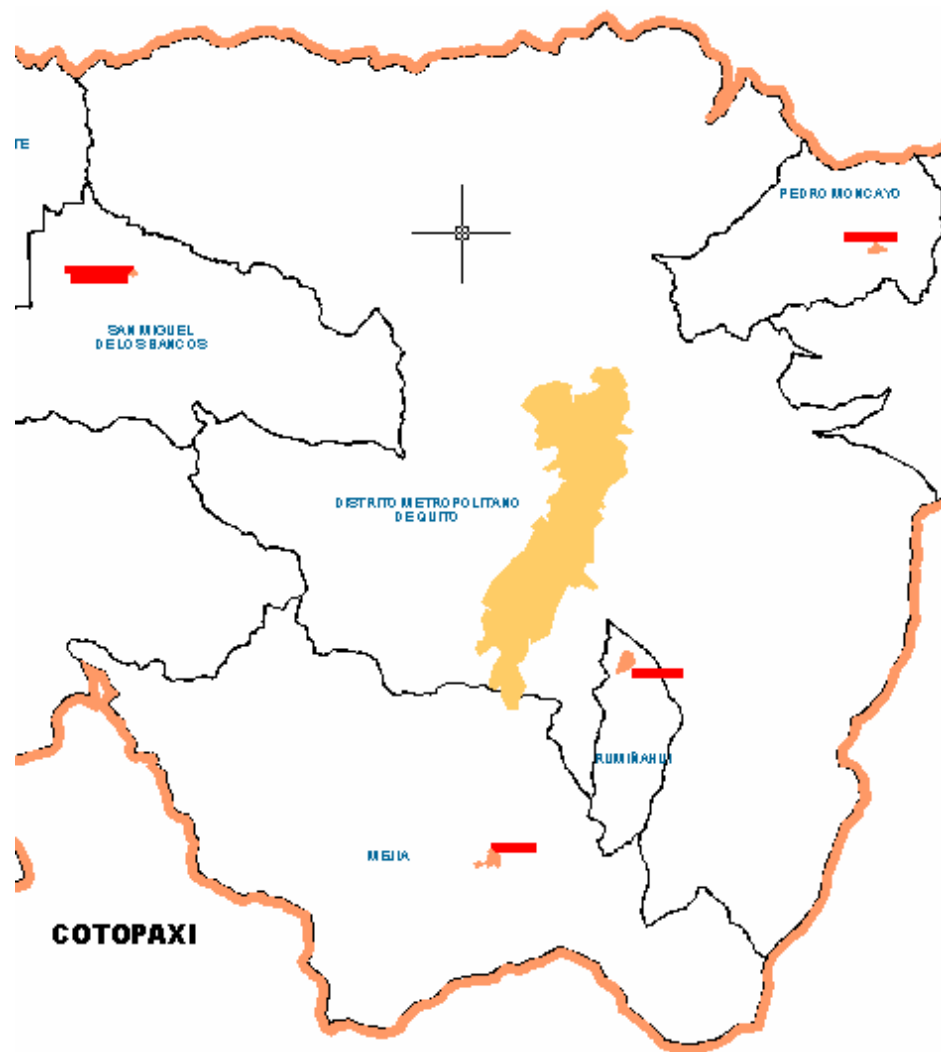 TE
PEDRO MONCAYO
SAN MIGUEL
DE LOS BANCOS
DISTRITO METROPOLITANO
DE QUITO
RUMIÑAHUI
MEJIA
COTOPAXI